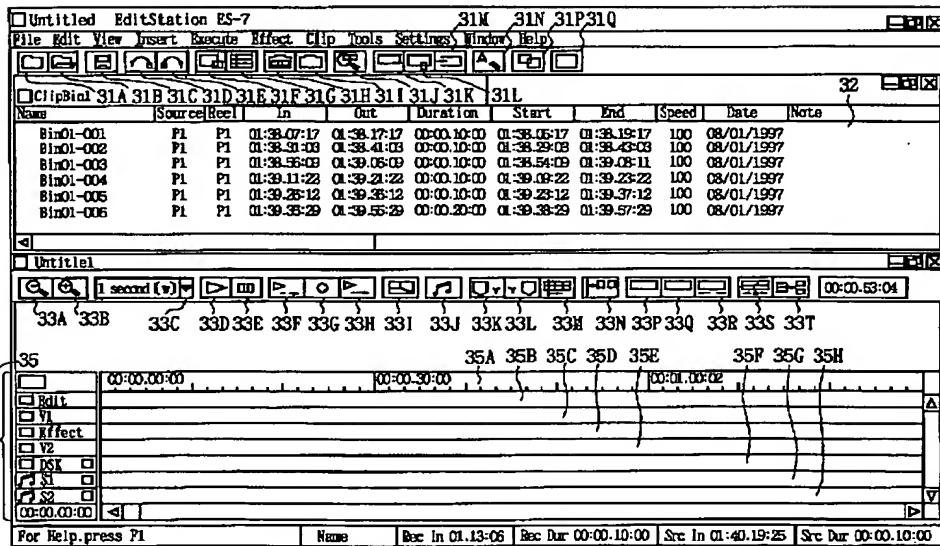 Untitled EditStation ES-7 31M 31N 31P 31Q
File Edit View Insert Execute Effect Clip Tools Settings Window Help
ClipBin1 31A 31B 31C 31D 31E 31F 31G 31H 31I 31J 31K 31L 32
Name Source Reel In Out Duration Start End Speed Date Note
Bin01-001 P1 P1 01:38.07:17 01:38.17:17 00:00.10:00 01:38.05:17 01:38.19:17 100 08/01/1997
Bin01-002 P1 P1 01:38.31:03 01:38.41:03 00:00.10:00 01:38.29:03 01:38.43:03 100 08/01/1997
Bin01-003 P1 P1 01:38.56:09 01:39.06:09 00:00.10:00 01:38.54:09 01:39.08:11 100 08/01/1997
Bin01-004 P1 P1 01:39.11:22 01:39.21:22 00:00.10:00 01:39.09:22 01:39.23:22 100 08/01/1997
Bin01-005 P1 P1 01:39.25:12 01:39.35:12 00:00.10:00 01:39.23:12 01:39.37:12 100 08/01/1997
Bin01-006 P1 P1 01:39.35:29 01:39.55:29 00:00.20:00 01:39.38:29 01:39.57:29 100 08/01/1997
Untitle1
1 second (w) 00:00.53:04
33A 33B 33C 33D 33E 33F 33G 33H 33I 33J 33K 33L 33M 33N 33P 33Q 33R 33S 33T
35 35A 35B 35C 35D 35E 35F 35G 35H
00:00.00:00 00:00.30:00 00:01.00:02
Edit
V1
Effect
V2
DSK
S1
S2
00:00.00:00
For Help.press F1 Name Rec In 01.13:06 Rec Dur 00:00.10:00 Src In 01:40.19:25 Src Dur 00:00.10:00